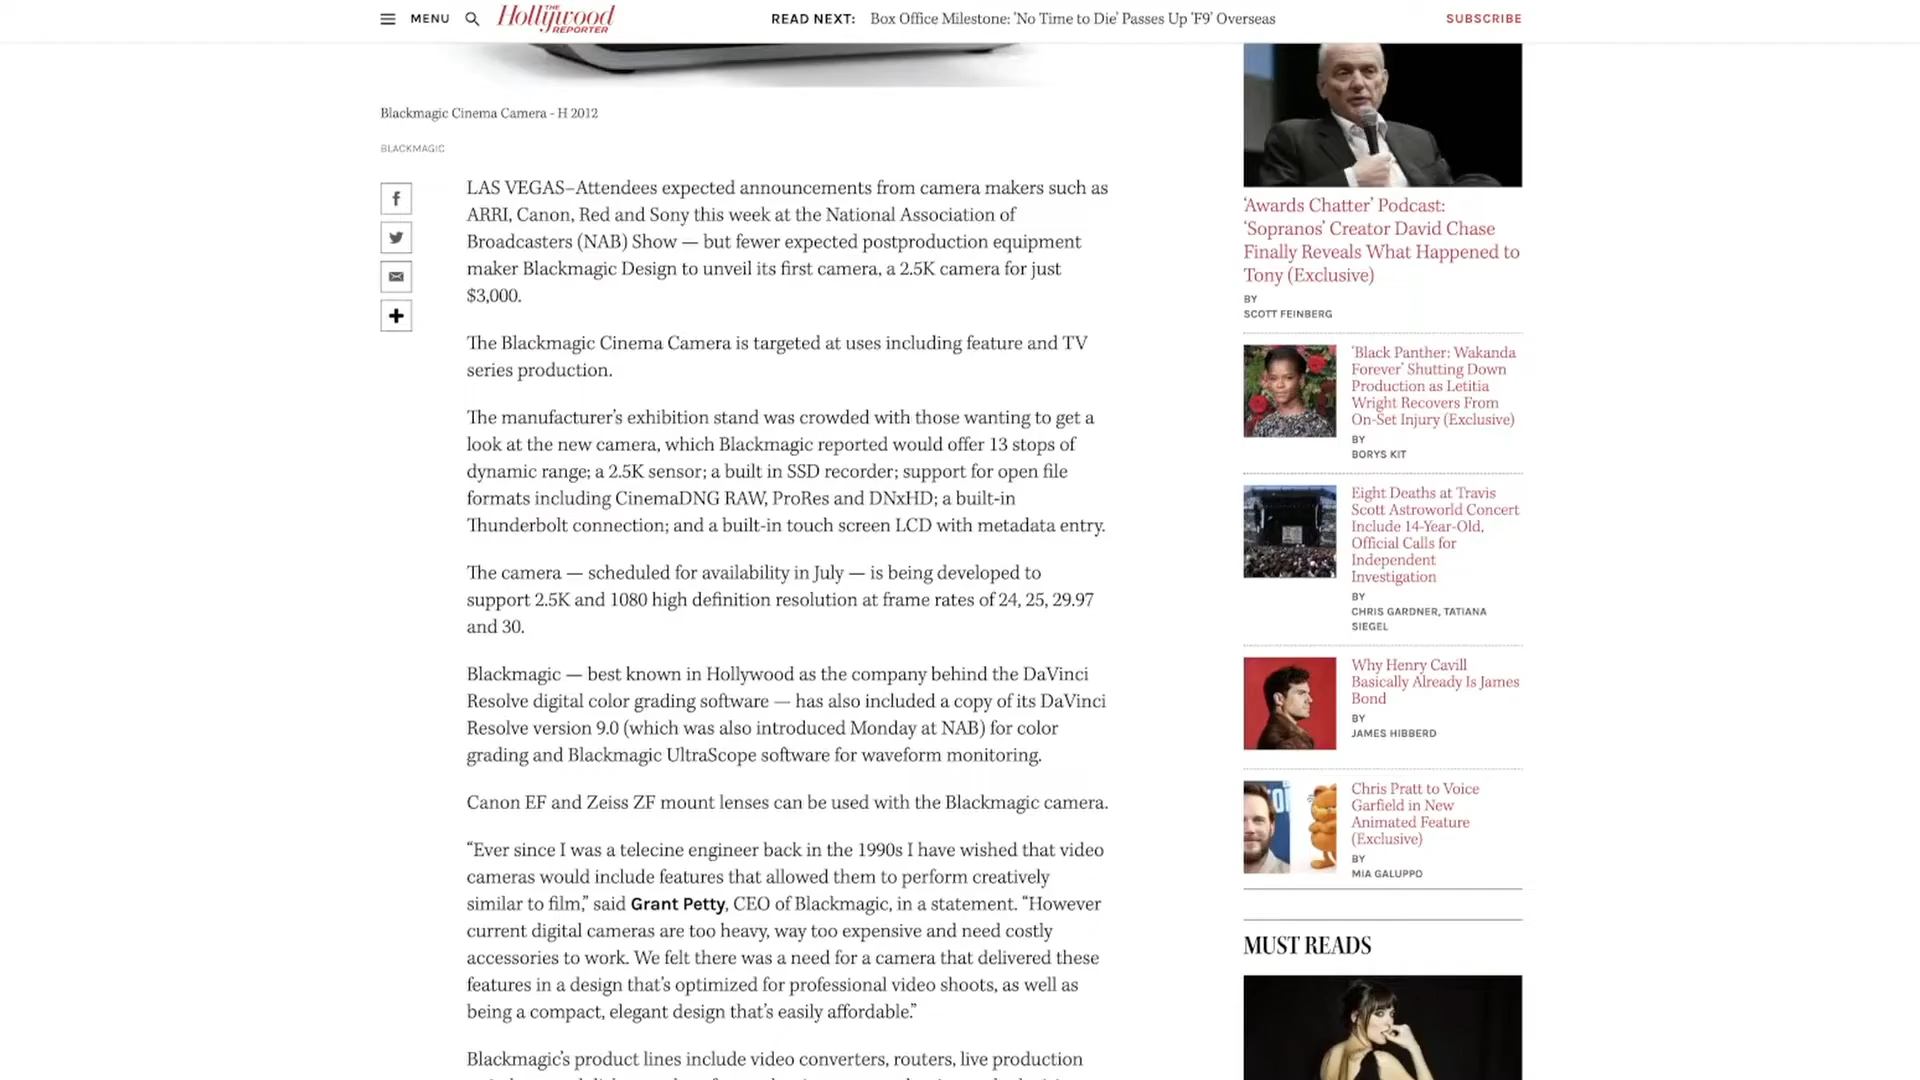 MENU
THE
Hollywood
REPORTER
READ NEXT: Box Office Milestone: ‘No Time to Die’ Passes Up ‘F9’ Overseas
SUBSCRIBE
Blackmagic Cinema Camera - H 2012
BLACKMAGIC
LAS VEGAS–Attendees expected announcements from camera makers such as
ARRI, Canon, Red and Sony this week at the National Association of
Broadcasters (NAB) Show — but fewer expected postproduction equipment
maker Blackmagic Design to unveil its first camera, a 2.5K camera for just
$3,000.
The Blackmagic Cinema Camera is targeted at uses including feature and TV
series production.
The manufacturer’s exhibition stand was crowded with those wanting to get a
look at the new camera, which Blackmagic reported would offer 13 stops of
dynamic range; a 2.5K sensor; a built in SSD recorder; support for open file
formats including CinemaDNG RAW, ProRes and DNxHD; a built-in
Thunderbolt connection; and a built-in touch screen LCD with metadata entry.
The camera — scheduled for availability in July — is being developed to
support 2.5K and 1080 high definition resolution at frame rates of 24, 25, 29.97
and 30.
Blackmagic — best known in Hollywood as the company behind the DaVinci
Resolve digital color grading software — has also included a copy of its DaVinci
Resolve version 9.0 (which was also introduced Monday at NAB) for color
grading and Blackmagic UltraScope software for waveform monitoring.
Canon EF and Zeiss ZF mount lenses can be used with the Blackmagic camera.
“Ever since I was a telecine engineer back in the 1990s I have wished that video
cameras would include features that allowed them to perform creatively
similar to film,” said Grant Petty, CEO of Blackmagic, in a statement. “However
current digital cameras are too heavy, way too expensive and need costly
accessories to work. We felt there was a need for a camera that delivered these
features in a design that’s optimized for professional video shoots, as well as
being a compact, elegant design that’s easily affordable.”
Blackmagic’s product lines include video converters, routers, live production
‘Awards Chatter’ Podcast:
‘Sopranos’ Creator David Chase
Finally Reveals What Happened to
Tony (Exclusive)
BY
SCOTT FEINBERG
‘Black Panther: Wakanda
Forever’ Shutting Down
Production as Letitia
Wright Recovers From
On-Set Injury (Exclusive)
BY
BORYS KIT
Eight Deaths at Travis
Scott Astroworld Concert
Include 14-Year-Old,
Official Calls for
Independent
Investigation
BY
CHRIS GARDNER, TATIANA
SIEGEL
Why Henry Cavill
Basically Already Is James
Bond
BY
JAMES HIBBERD
Chris Pratt to Voice
Garfield in New
Animated Feature
(Exclusive)
BY
MIA GALUPPO
MUST READS